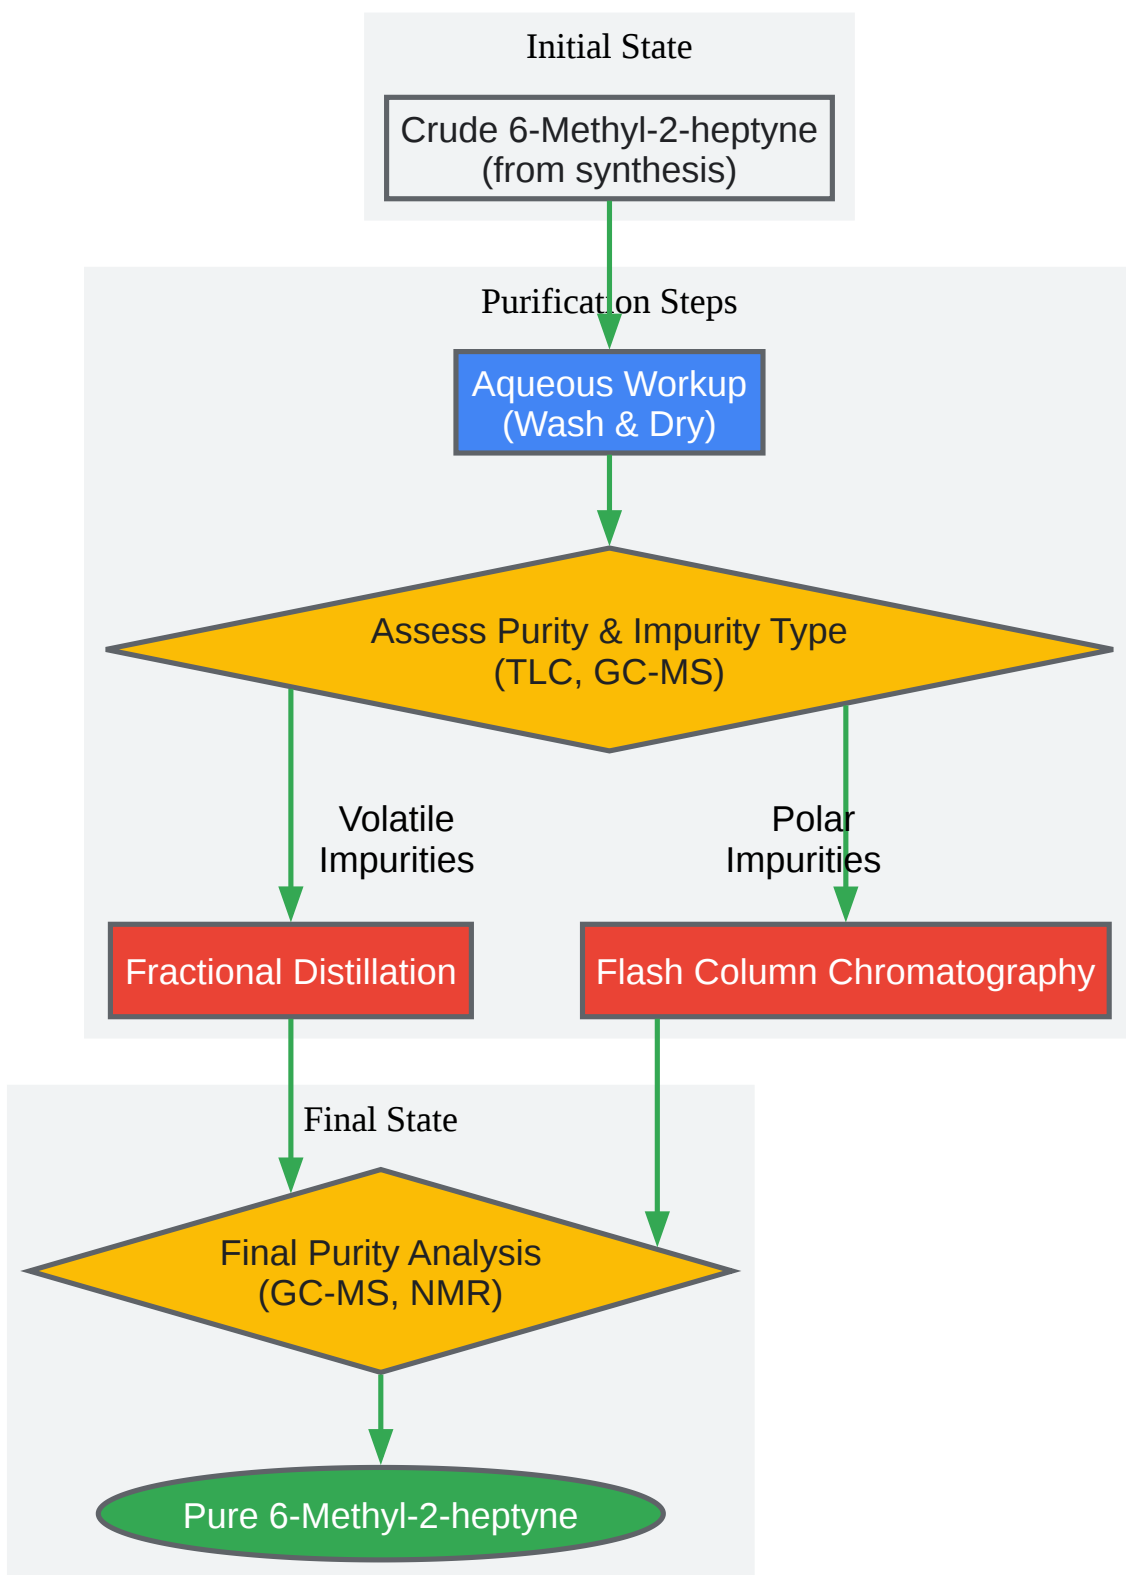 Initial State
Crude 6-Methyl-2-heptyne
(from synthesis)
Purification Steps
Aqueous Workup
(Wash & Dry)
Assess Purity & Impurity Type
(TLC, GC-MS)
Volatile
Impurities
Polar
Impurities
Fractional Distillation
Flash Column Chromatography
Final State
Final Purity Analysis
(GC-MS, NMR)
Pure 6-Methyl-2-heptyne